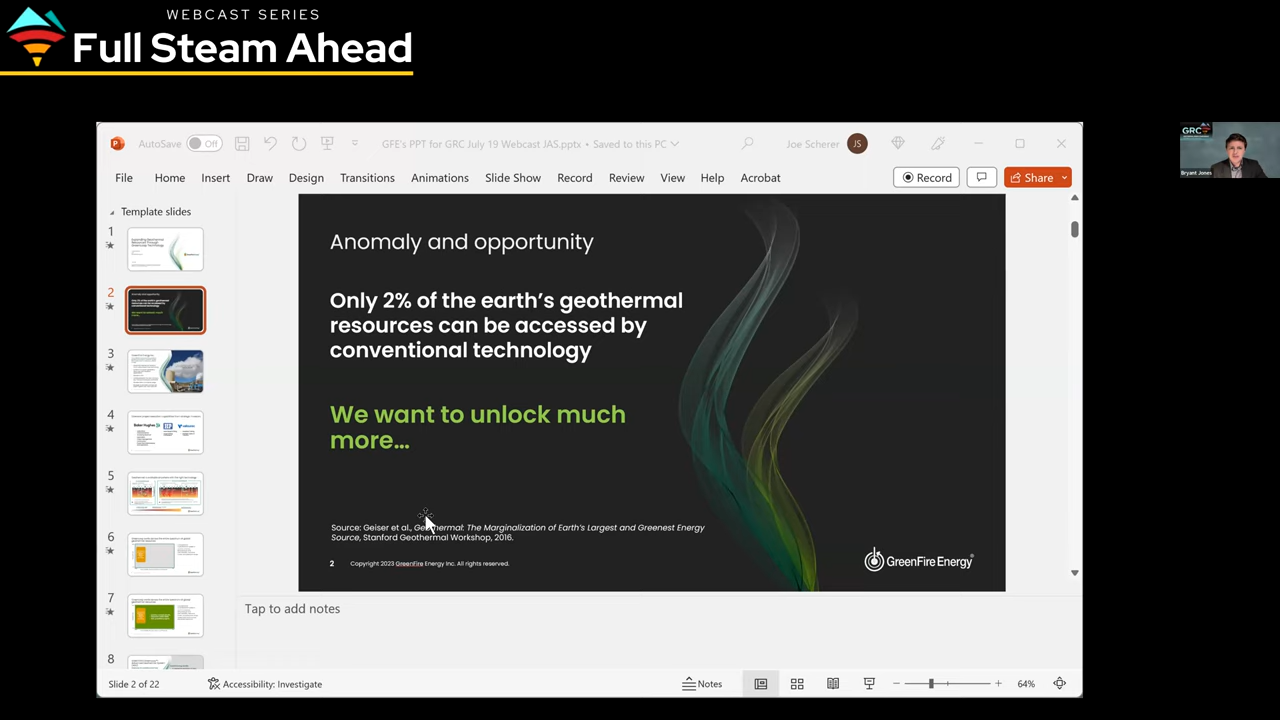 WEBCAST SERIES
Full Steam Ahead
GRC
Bryant Jones
AutoSave Off
GFE's PPT for GRC July 19 Webcast JAS.pptx • Saved to this PC
Joe Scherer JS
File Home Insert Draw Design Transitions Animations Slide Show Record Review View Help Acrobat
Record Share
Template slides
1
2
3
4
5
6
7
8
Anomaly and opportunity
Only 2% of the earth's geothermal
resources can be accessed by
conventional technology
We want to unlock much
more...
Source: Geiser et al., Geothermal: The Marginalization of Earth's Largest and Greenest Energy
Source, Stanford Geothermal Workshop, 2016.
2 Copyright 2023 GreenFire Energy Inc. All rights reserved.
GreenFire Energy®
Tap to add notes
Slide 2 of 22
Accessibility: Investigate
Notes
64%